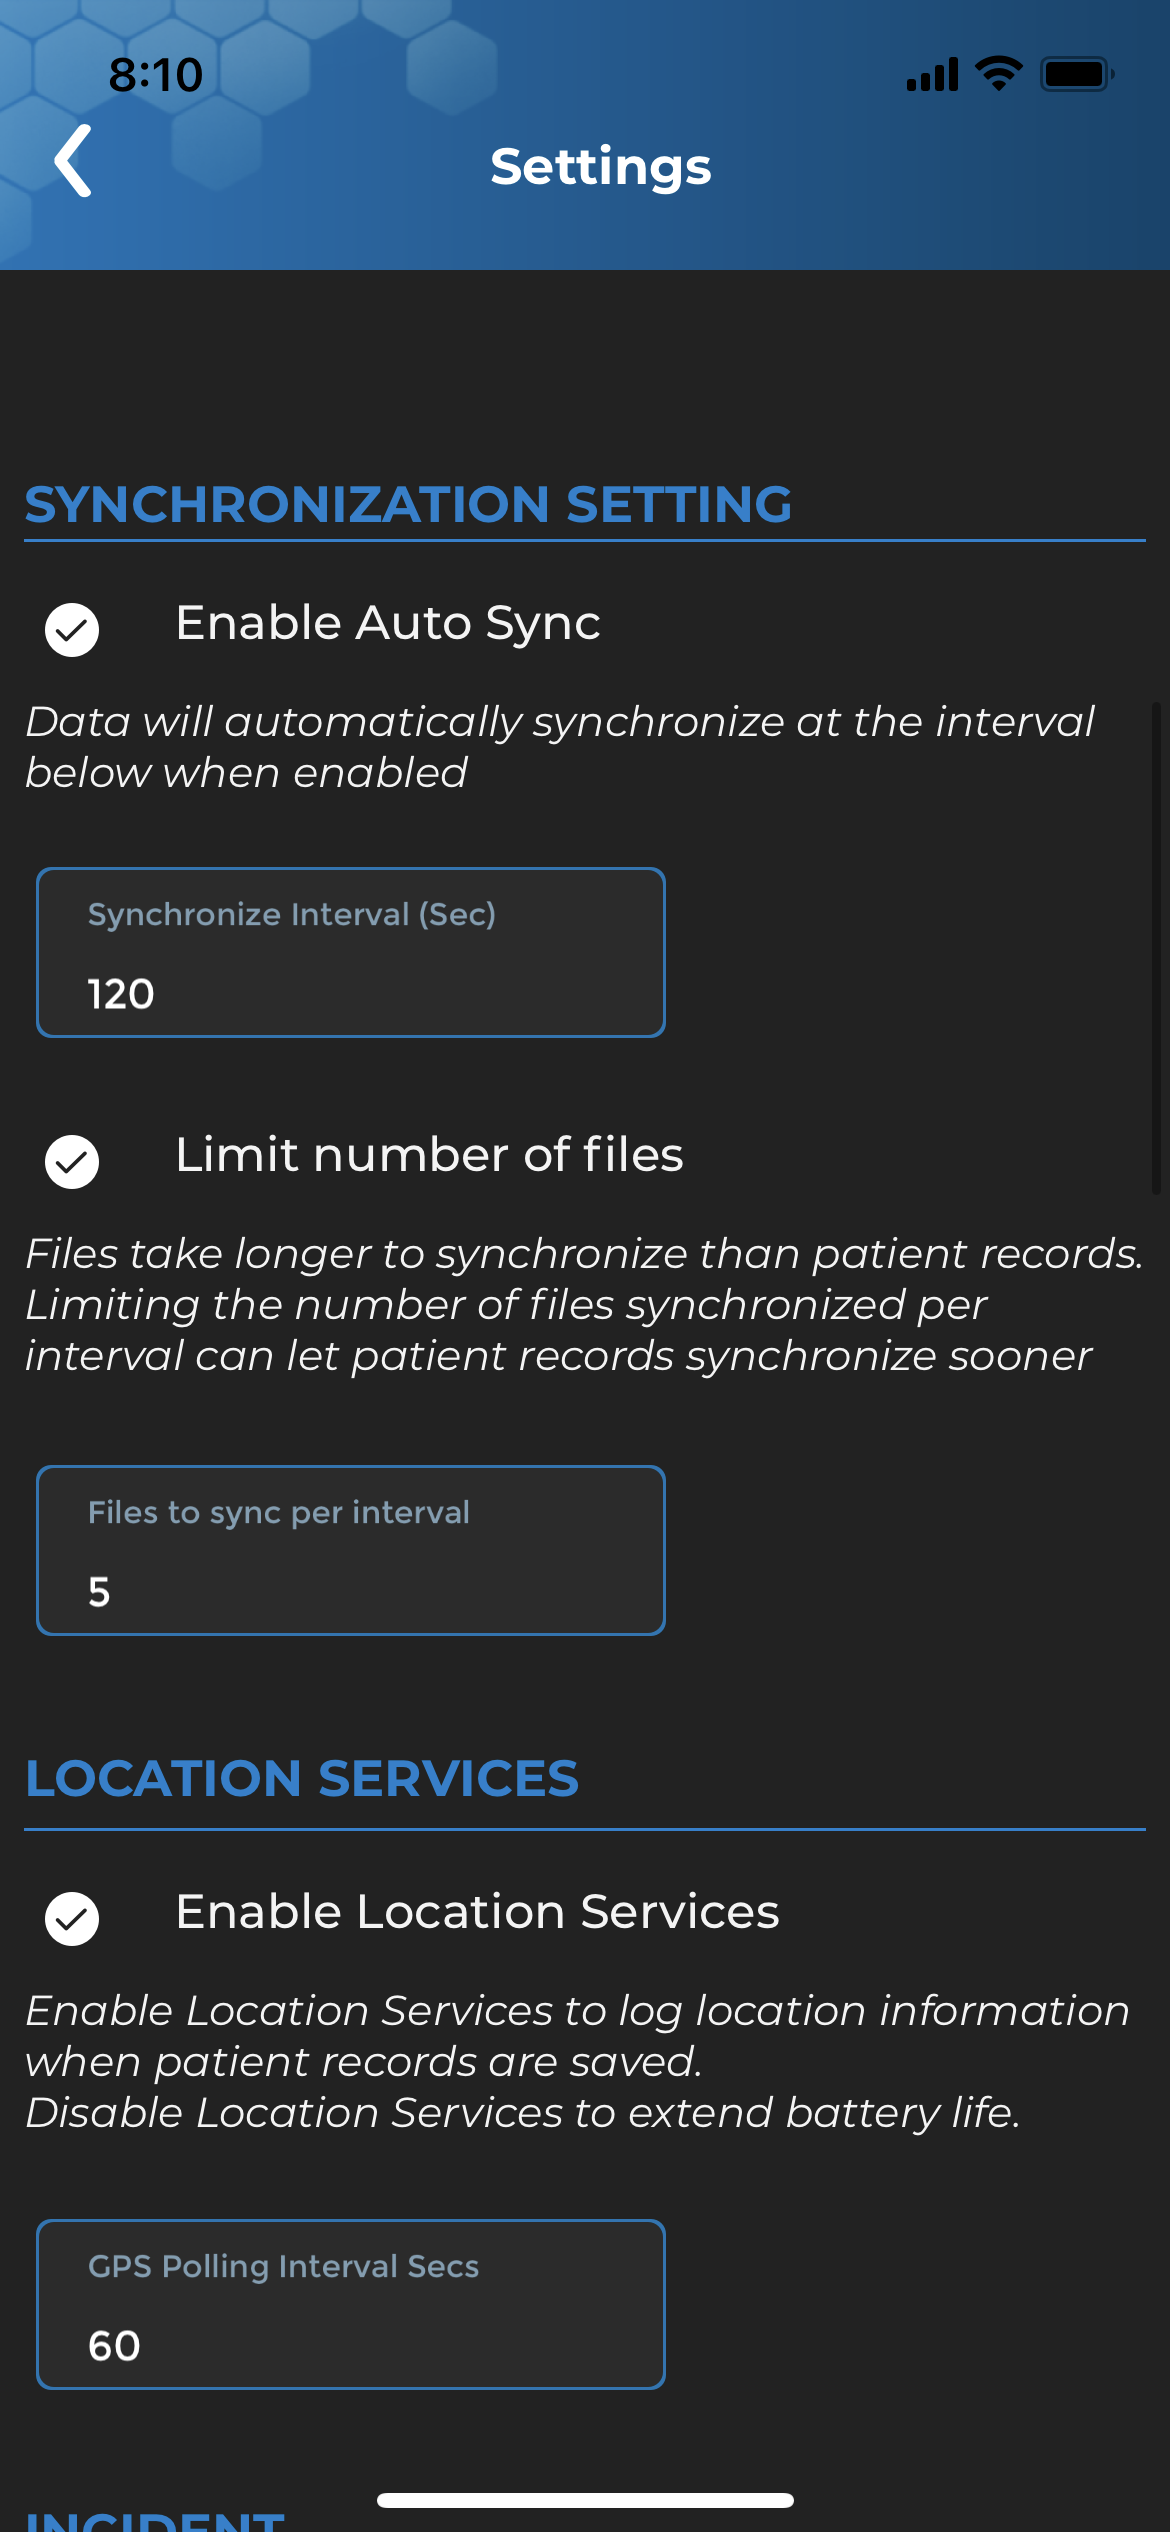 8:10
Settings
SYNCHRONIZATION SETTING
Enable Auto Sync
Data will automatically synchronize at the interval
below when enabled
Synchronize Interval (Sec)
120
Limit number of files
Files take longer to synchronize than patient records.
Limiting the number of files synchronized per
interval can let patient records synchronize sooner
Files to sync per interval
5
LOCATION SERVICES
Enable Location Services
Enable Location Services to log location information
when patient records are saved.
Disable Location Services to extend battery life.
GPS Polling Interval Secs
60
INCIDENT